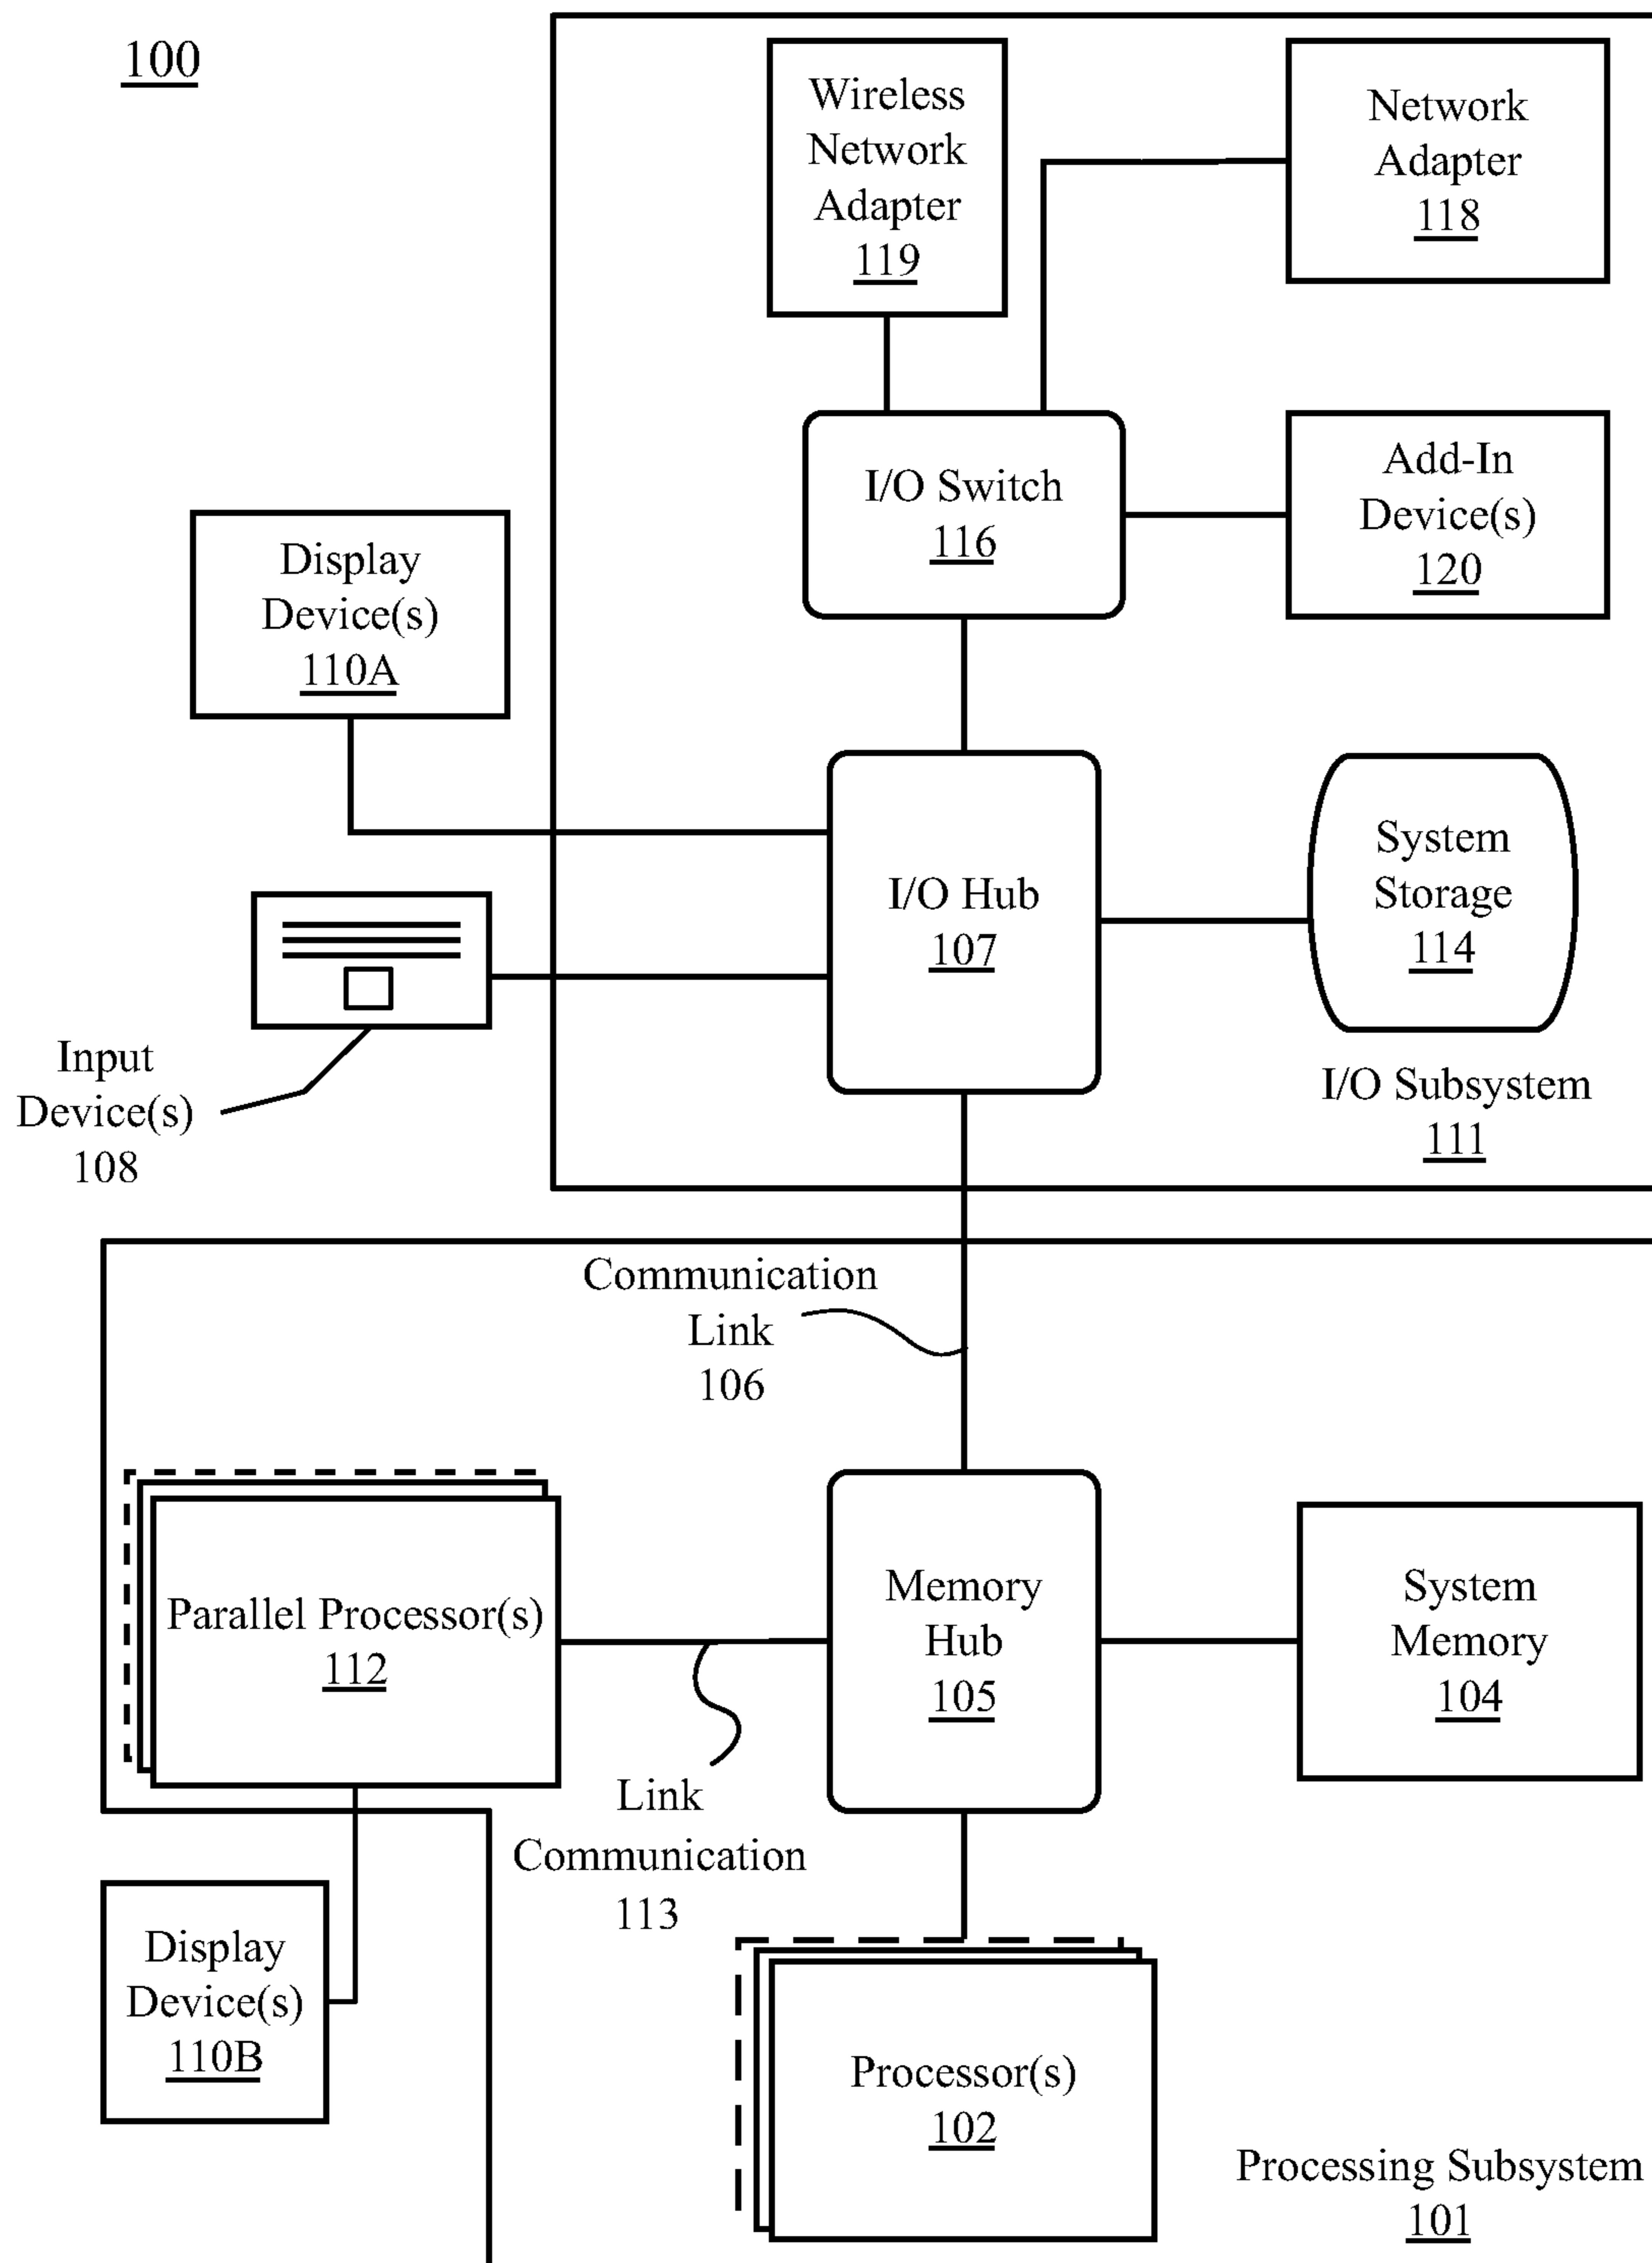 100
Wireless
Network
Adapter
119
Network
Adapter
118
I/O Switch
116
Add-In
Device(s)
120
Display
Device(s)
110A
I/O Hub
107
System
Storage
114
Input
Device(s)
108
I/O Subsystem
111
Communication
Link
106
Parallel Processor(s)
112
Memory
Hub
105
System
Memory
104
Link
Communication
113
Display
Device(s)
110B
Processor(s)
102
Processing Subsystem
101